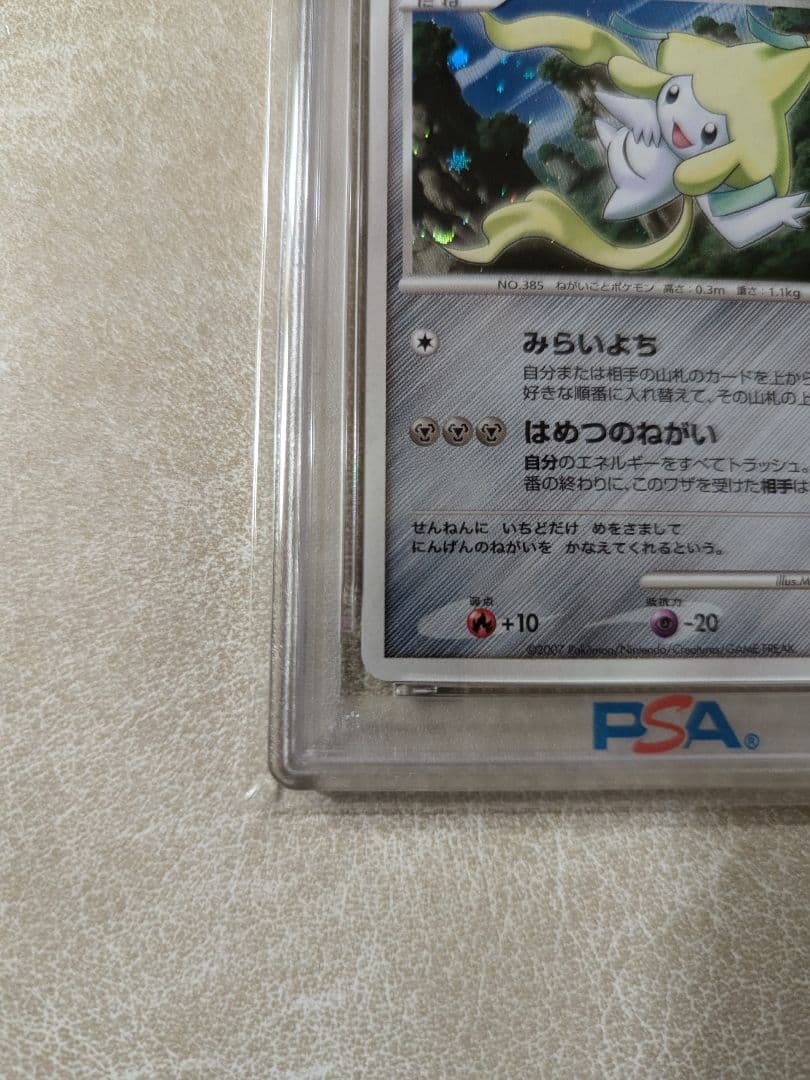 NO.385 ねがいごとポケモン 高さ：0.3m 重さ：1.1kg
みらいよち
自分または相手の山札のカードを上から
好きな順番に入れ替えて、その山札の上
はめつのねがい
自分のエネルギーをすべてトラッシュ。
番の終わりに、このワザを受けた相手は
せんねんに いちどだけ めをさまして
にんげんのねがいを かなえてくれるという。
illus.M
弱点 抵抗力
+10 -20
©2007 Pokémon/Nintendo/Creatures/GAME FREAK
PSA®